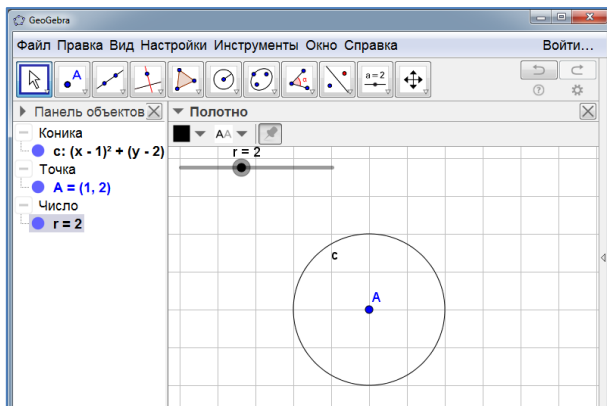 GeoGebra
Файл Правка Вид Настройки Инструменты Окно Справка Войти...
A a = 2
Панель объектов Полотно
Коника
c: (x - 1)² + (y - 2)
Точка
A = (1, 2)
Число
r = 2
AA
r = 2
c
A